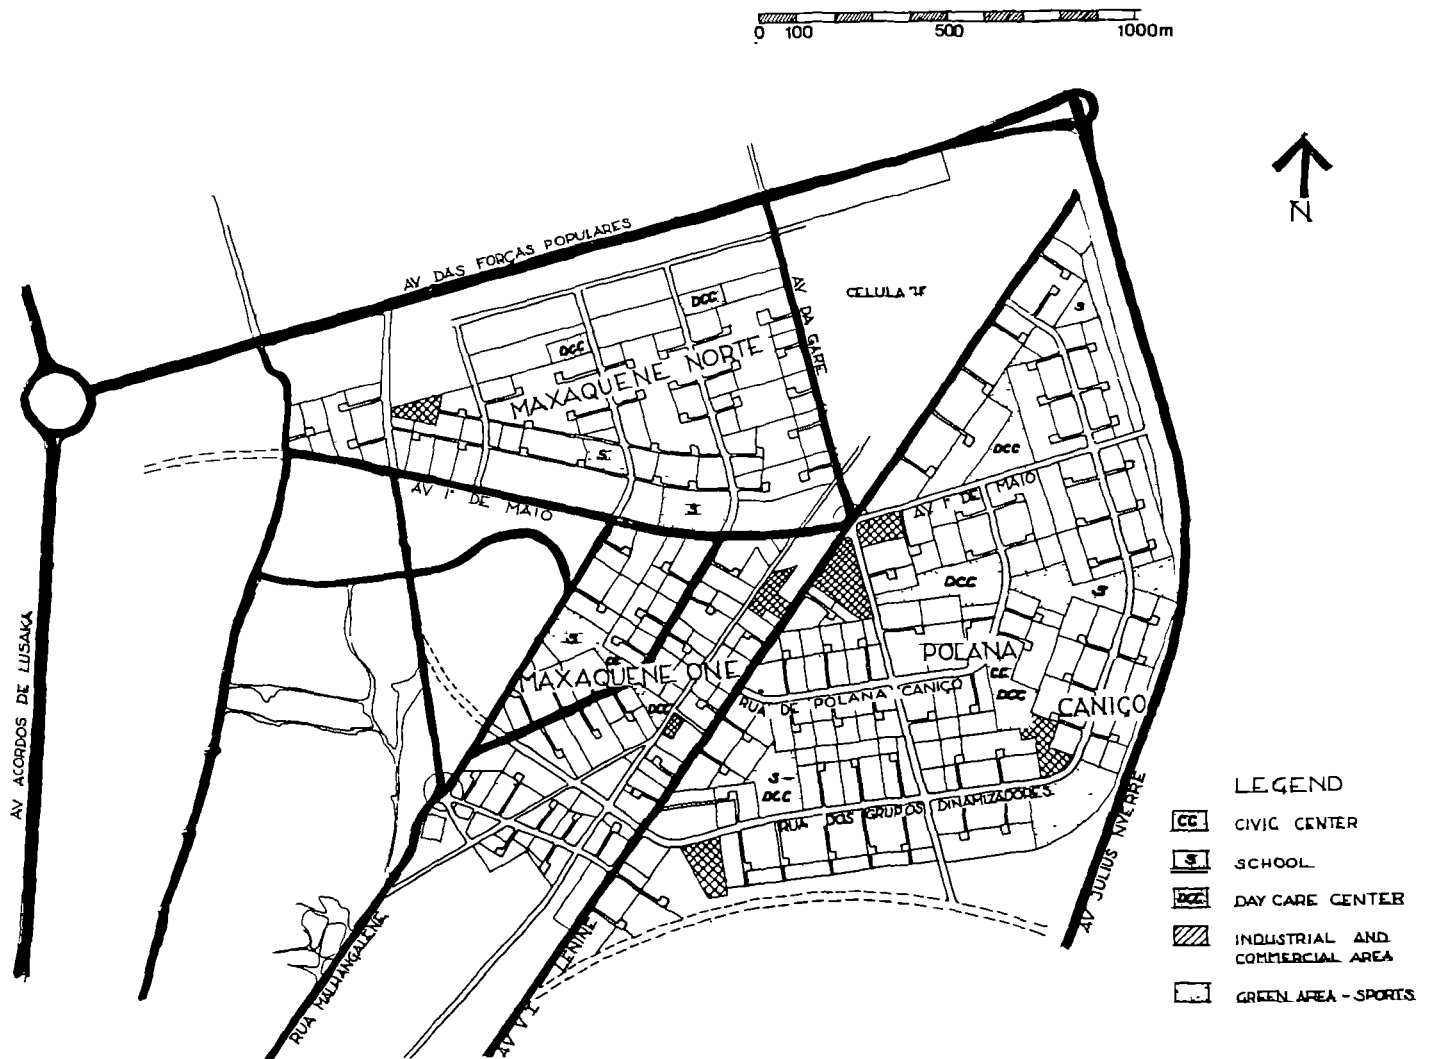 0 100 500 1000m
N
AV DAS FORÇAS POPULARES
AV DA GARE
DCC
DCC
MAXAQUENE NORTE
S
DCC
S
AV 1º DE MAIO
S
AV 1º DE MAIO
DCC
S
S
MAXAQUENE ONE
DCC
POLANA
CC
DCC
CANIÇO
RUA DE POLANA CANIÇO
S-
DCC
RUA DOS GRUPOS DINAMIZADORES
AV ACORDOS DE LUSAKA
RUA MALHANGALENE
AV V I LENINE
AV JULIUS NYERRE
LEGEND
CC CIVIC CENTER
S SCHOOL
DCC DAY CARE CENTER
INDUSTRIAL AND
COMMERCIAL AREA
GREEN AREA - SPORTS